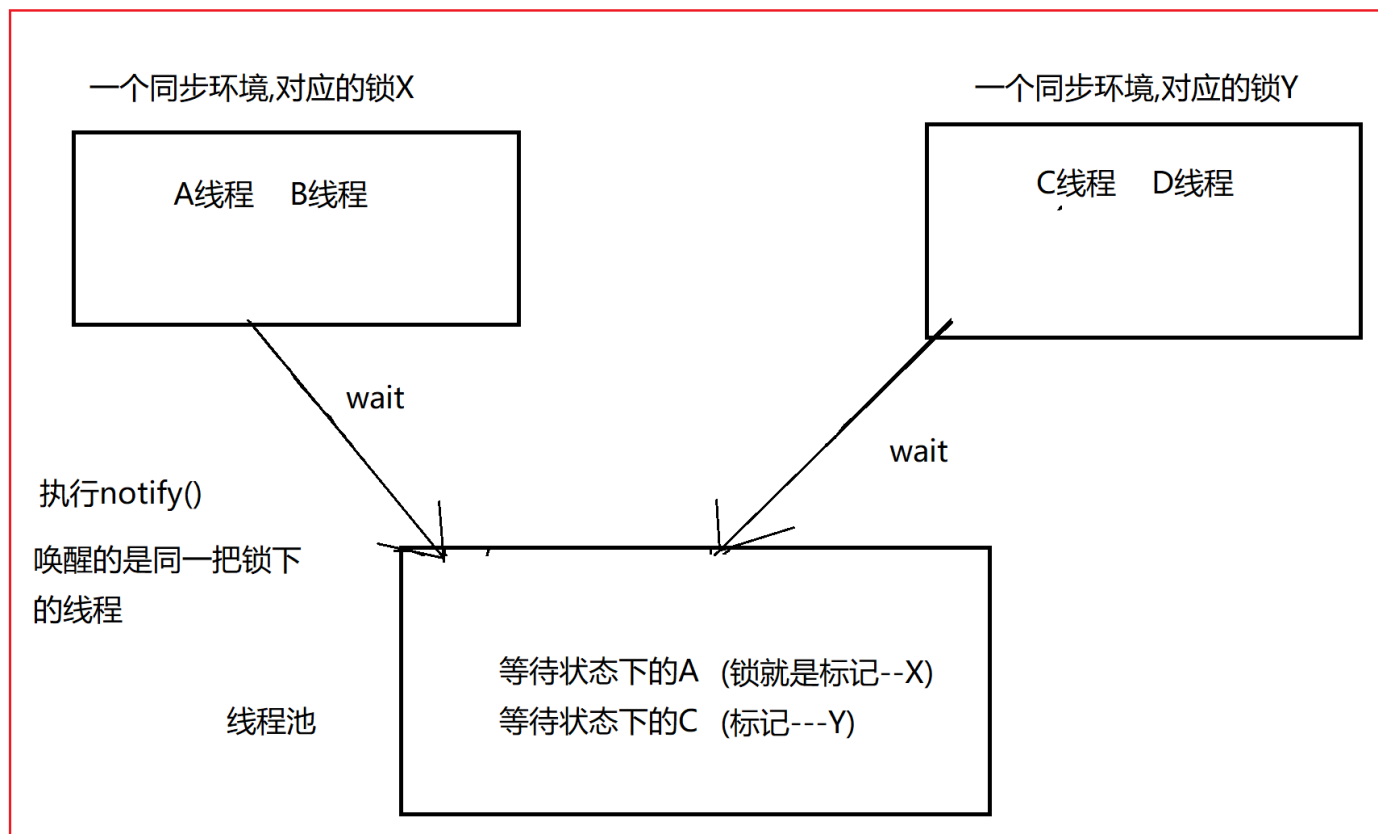 一个同步环境,对应的锁X
一个同步环境,对应的锁Y
A线程 B线程
C线程 D线程
wait
wait
执行notify()
唤醒的是同一把锁下
的线程
等待状态下的A (锁就是标记--X)
线程池
等待状态下的C (标记---Y)